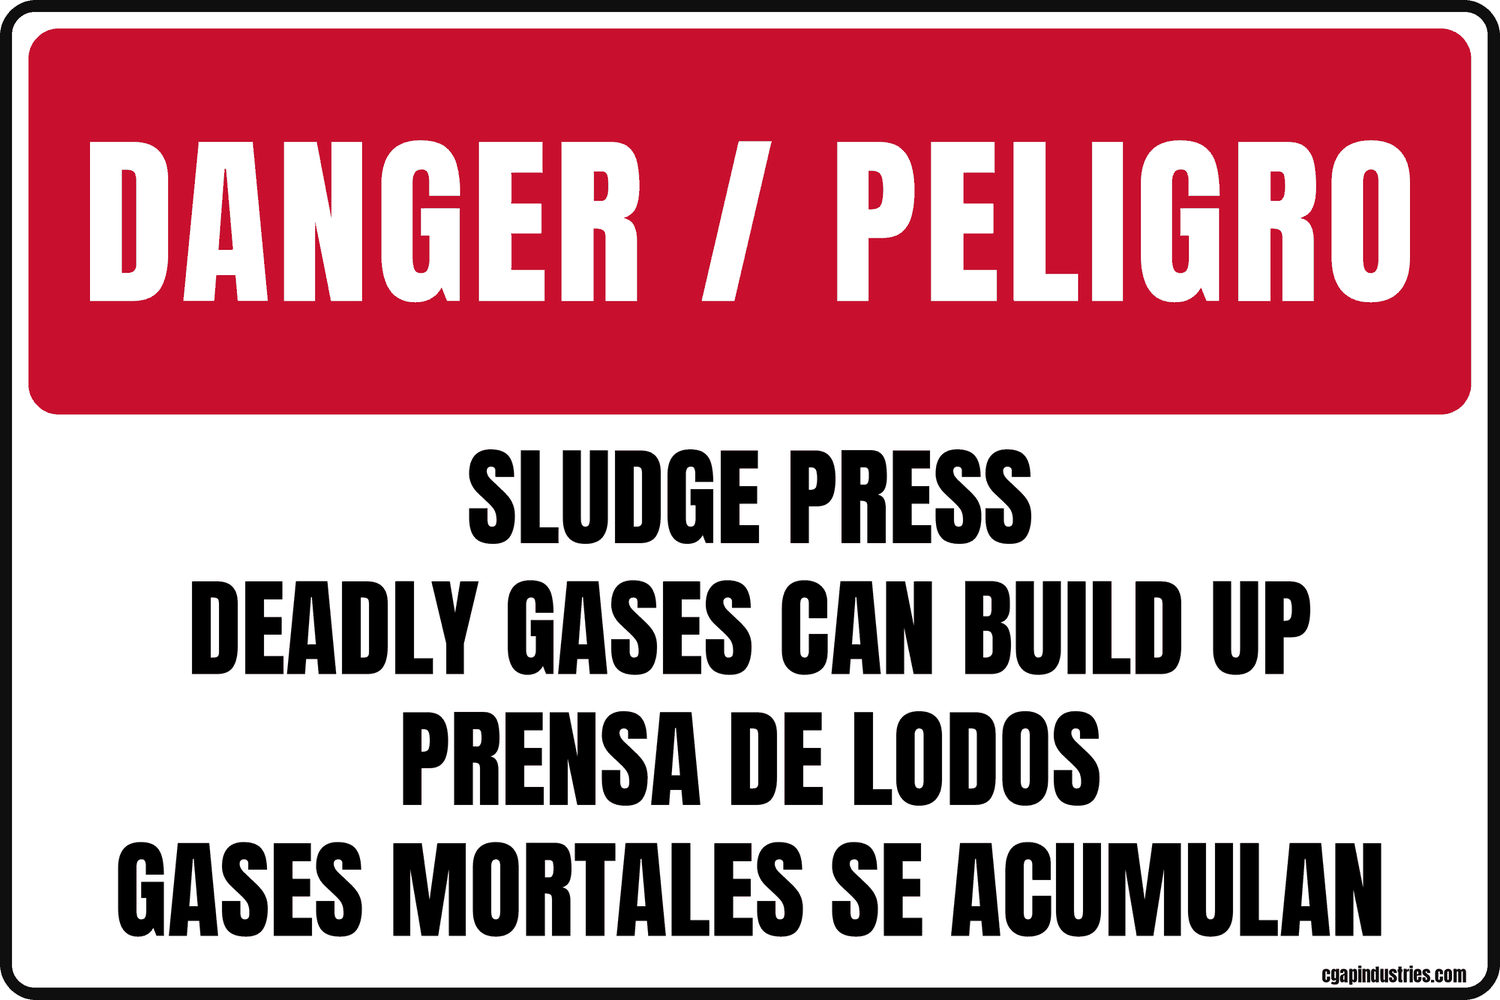 DANGER / PELIGRO
SLUDGE PRESS
DEADLY GASES CAN BUILD UP
PRENSA DE LODOS
GASES MORTALES SE ACUMULAN
cgapindustries.com